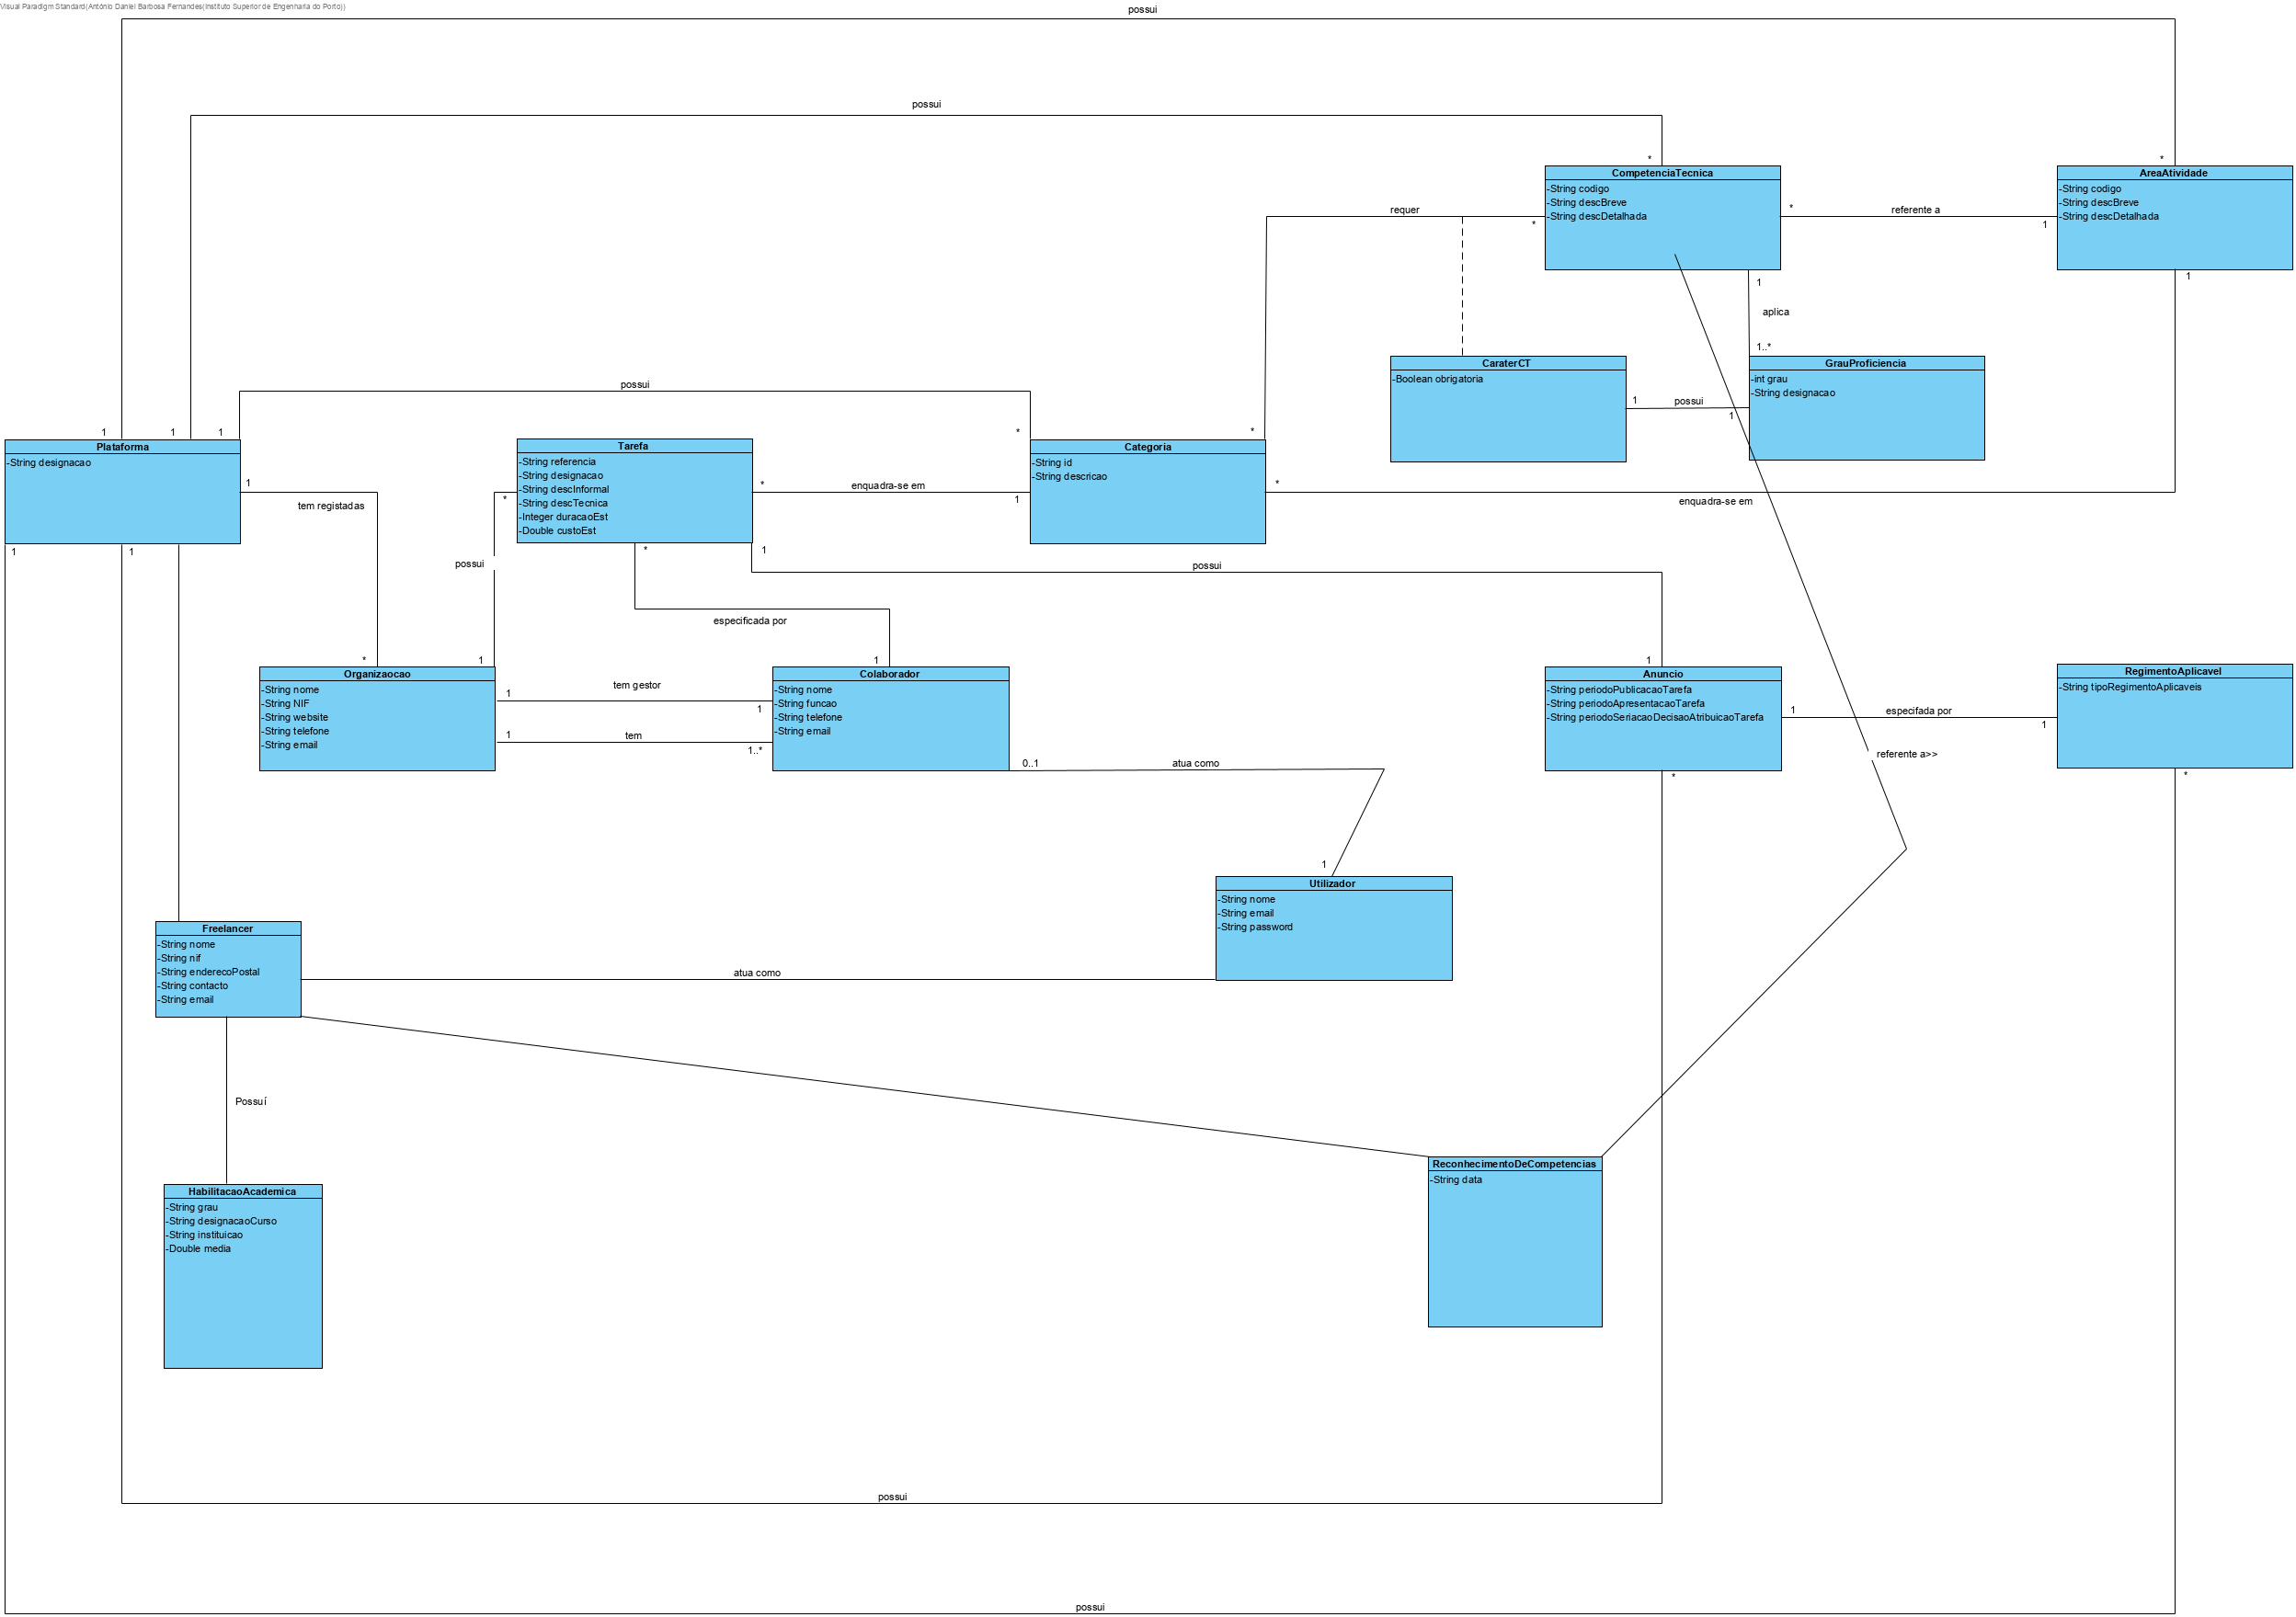 Visual Paradigm Standard(António Daniel Barbosa Fernandes(Instituto Superior de Engenharia do Porto))
possui
possui
*
*
CompetenciaTecnica
-String codigo
-String descBreve
-String descDetalhada
AreaAtividade
-String codigo
-String descBreve
-String descDetalhada
requer
*
*
referente a
1
1
1
aplica
1..*
CaraterCT
-Boolean obrigatoria
GrauProficiencia
-int grau
-String designacao
1
possui
1
possui
1
1
1
*
*
Plataforma
-String designacao
Tarefa
-String referencia
-String designacao
-String descInformal
-String descTecnica
-Integer duracaoEst
-Double custoEst
Categoria
-String id
-String descricao
1
tem registadas
*
*
enquadra-se em
1
*
enquadra-se em
1
1
*
1
possui
possui
especificada por
*
1
1
1
Organizaocao
-String nome
-String NIF
-String website
-String telefone
-String email
Colaborador
-String nome
-String funcao
-String telefone
-String email
Anuncio
-String periodoPublicacaoTarefa
-String periodoApresentacaoTarefa
-String periodoSeriacaoDecisaoAtribuicaoTarefa
RegimentoAplicavel
-String tipoRegimentoAplicaveis
1
tem gestor
1
1
tem
1..*
1
especifada por
1
referente a>>
0..1
atua como
*
*
1
Utilizador
-String nome
-String email
-String password
Freelancer
-String nome
-String nif
-String enderecoPostal
-String contacto
-String email
atua como
Possuí
ReconhecimentoDeCompetencias
-String data
HabilitacaoAcademica
-String grau
-String designacaoCurso
-String instituicao
-Double media
possui
possui